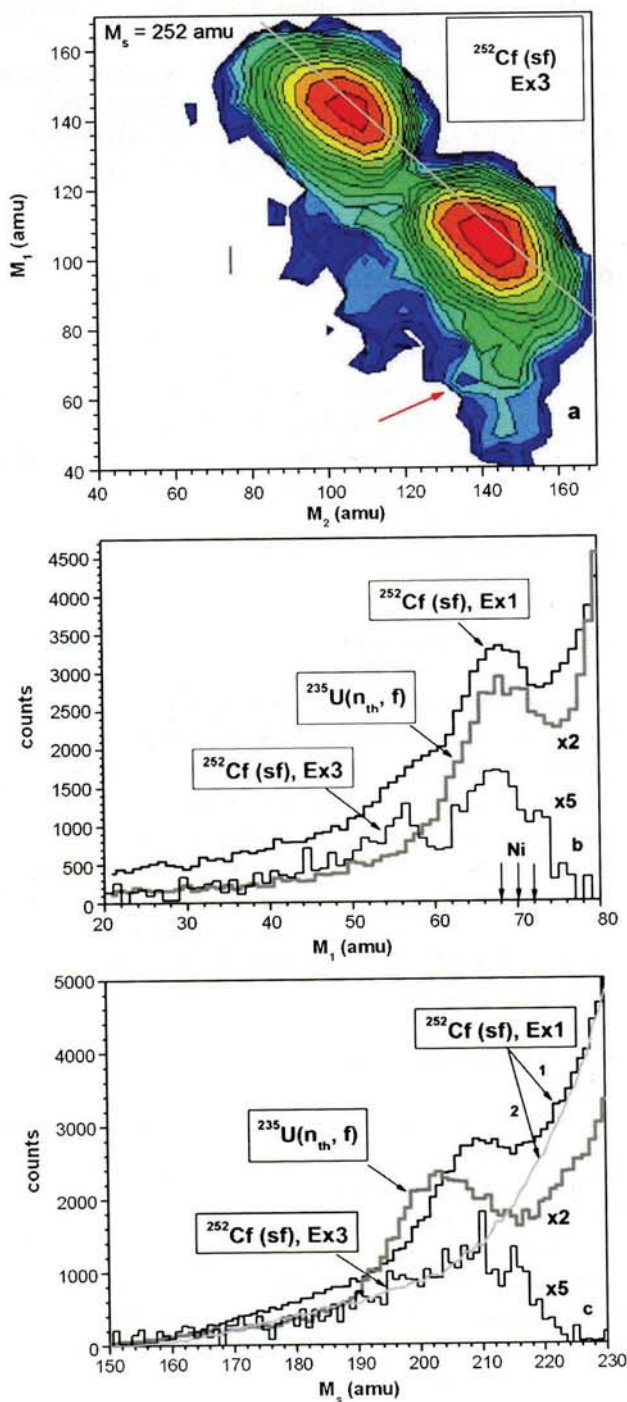 M_s = 252 amu
²⁵²Cf (sf)
Ex3
160
140
120
100
80
60
40
M₁ (amu)
a
40 60 80 100 120 140 160
M₂ (amu)
4500
4000
3500
3000
2500
2000
1500
1000
500
0
counts
²⁵²Cf (sf), Ex1
²³⁵U(n_th, f)
x2
²⁵²Cf (sf), Ex3
x5
Ni
b
20 30 40 50 60 70 80
M₁ (amu)
5000
4000
3000
2000
1000
0
counts
²⁵²Cf (sf), Ex1
1
2
²³⁵U(n_th, f)
x2
²⁵²Cf (sf), Ex3
x5
c
150 160 170 180 190 200 210 220 230
M_s (amu)